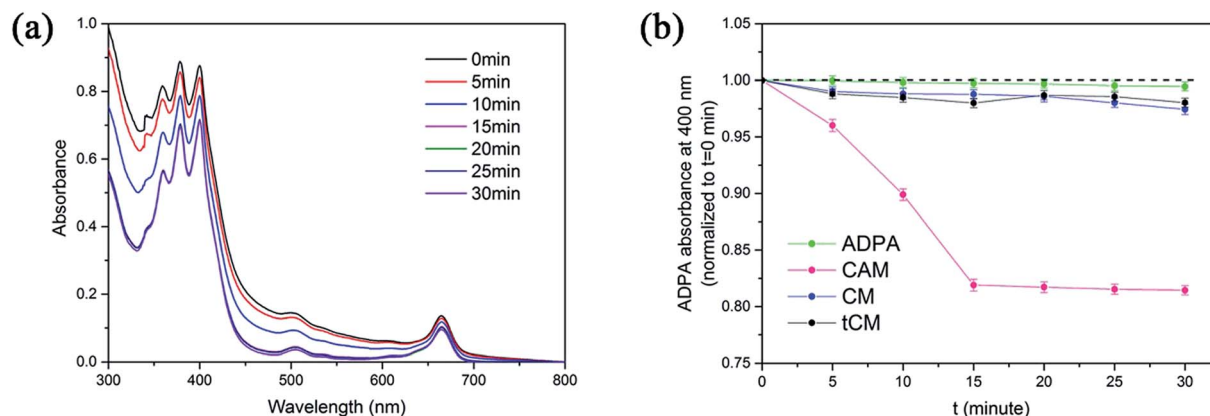 (a)
1.0
0.8
0.6
0.4
0.2
0.0
Absorbance
300 400 500 600 700 800
Wavelength (nm)
0min
5min
10min
15min
20min
25min
30min
(b)
1.05
1.00
0.95
0.90
0.85
0.80
0.75
ADPA absorbance at 400 nm
(normalized to t=0 min)
0 5 10 15 20 25 30
t (minute)
ADPA
CAM
CM
tCM